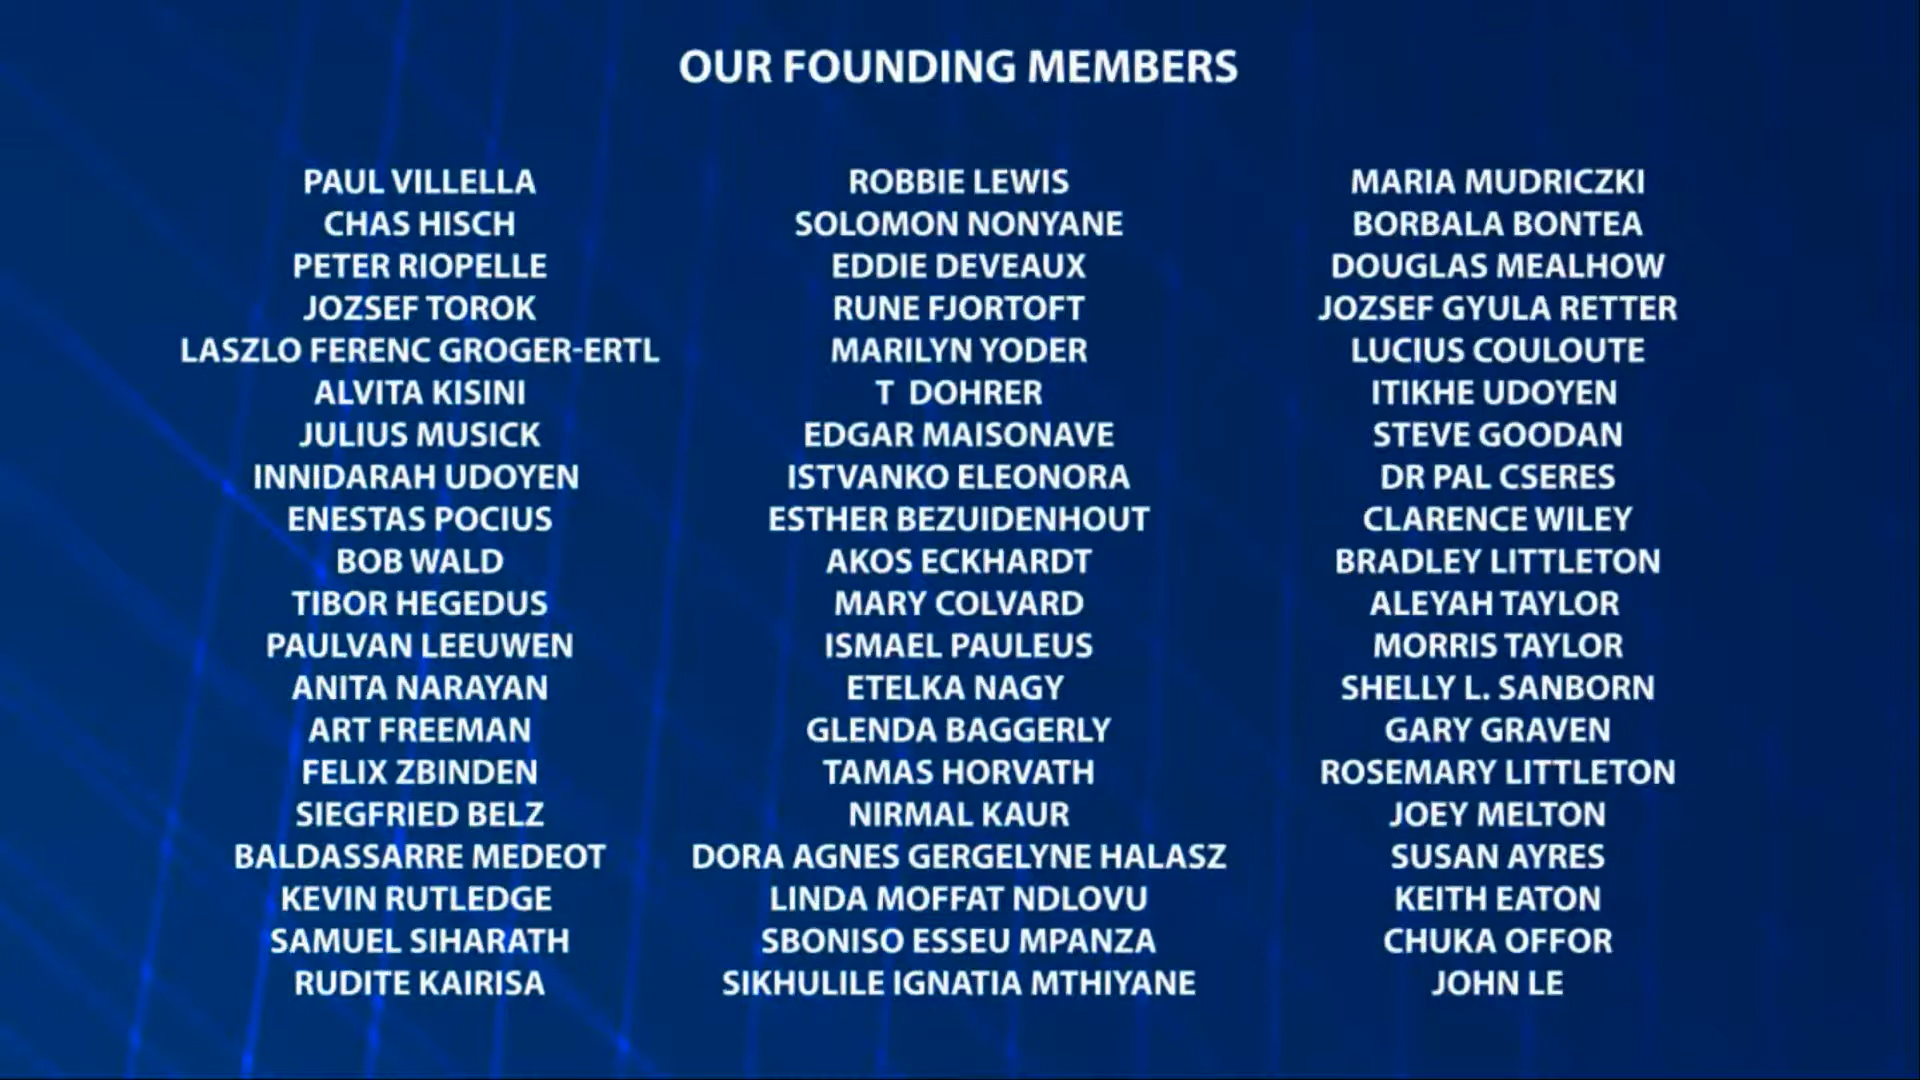 OUR FOUNDING MEMBERS
PAUL VILLELLA
CHAS HISCH
PETER RIOPELLE
JOZSEF TOROK
LASZLO FERENC GROGER-ERTL
ALVITA KISINI
JULIUS MUSICK
INNIDARAH UDOYEN
ENESTAS POCIUS
BOB WALD
TIBOR HEGEDUS
PAULVAN LEEUWEN
ANITA NARAYAN
ART FREEMAN
FELIX ZBINDEN
SIEGFRIED BELZ
BALDASSARRE MEDEOT
KEVIN RUTLEDGE
SAMUEL SIHARATH
RUDITE KAIRISA
ROBBIE LEWIS
SOLOMON NONYANE
EDDIE DEVEAUX
RUNE FJORTOFT
MARILYN YODER
T  DOHRER
EDGAR MAISONAVE
ISTVANKO ELEONORA
ESTHER BEZUIDENHOUT
AKOS ECKHARDT
MARY COLVARD
ISMAEL PAULEUS
ETELKA NAGY
GLENDA BAGGERLY
TAMAS HORVATH
NIRMAL KAUR
DORA AGNES GERGELYNE HALASZ
LINDA MOFFAT NDLOVU
SBONISO ESSEU MPANZA
SIKHULILE IGNATIA MTHIYANE
MARIA MUDRICZKI
BORBALA BONTEA
DOUGLAS MEALHOW
JOZSEF GYULA RETTER
LUCIUS COULOUTE
ITIKHE UDOYEN
STEVE GOODAN
DR PAL CSERES
CLARENCE WILEY
BRADLEY LITTLETON
ALEYAH TAYLOR
MORRIS TAYLOR
SHELLY L. SANBORN
GARY GRAVEN
ROSEMARY LITTLETON
JOEY MELTON
SUSAN AYRES
KEITH EATON
CHUKA OFFOR
JOHN LE